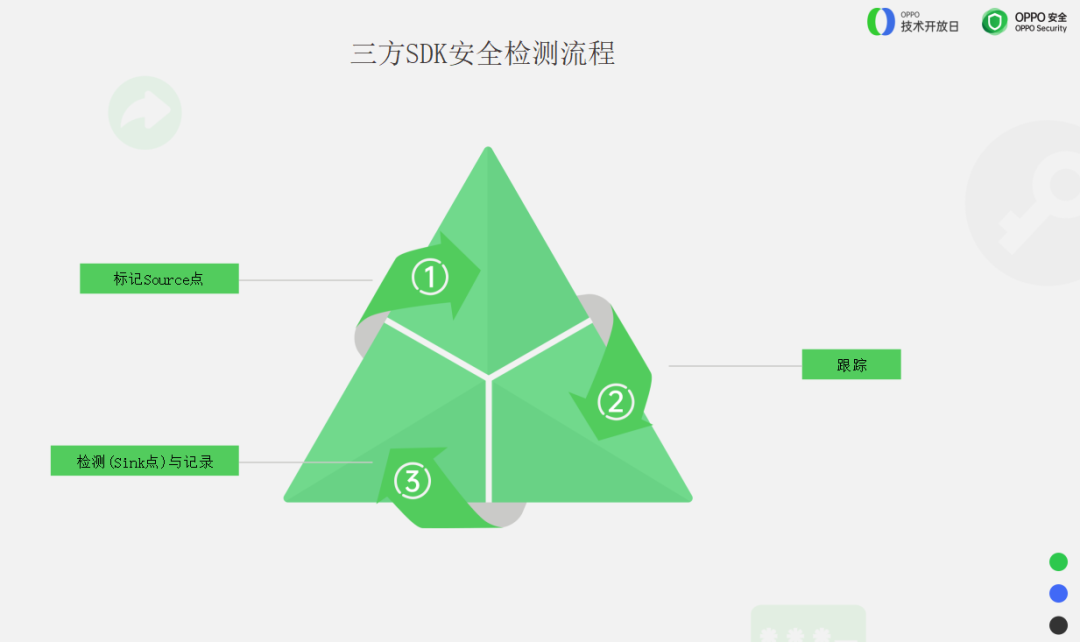 OPPO
技术开放日
OPPO 安全
OPPO Security
三方SDK安全检测流程
标记Source点
1
2
跟踪
检测(Sink点)与记录
3